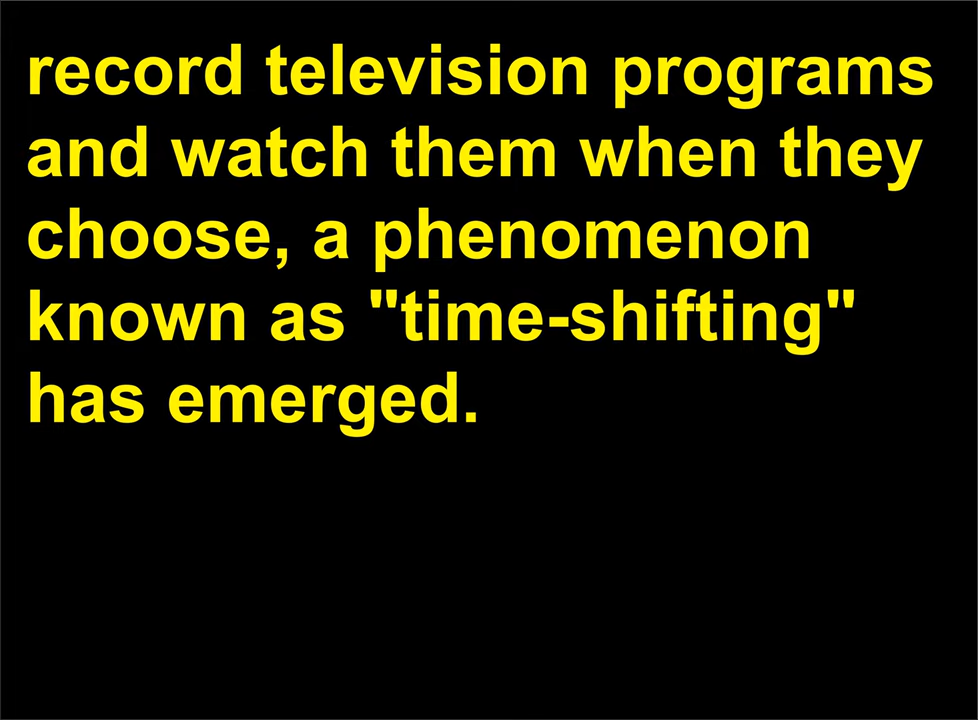 record television programs
and watch them when they
choose, a phenomenon
known as "time-shifting"
has emerged.